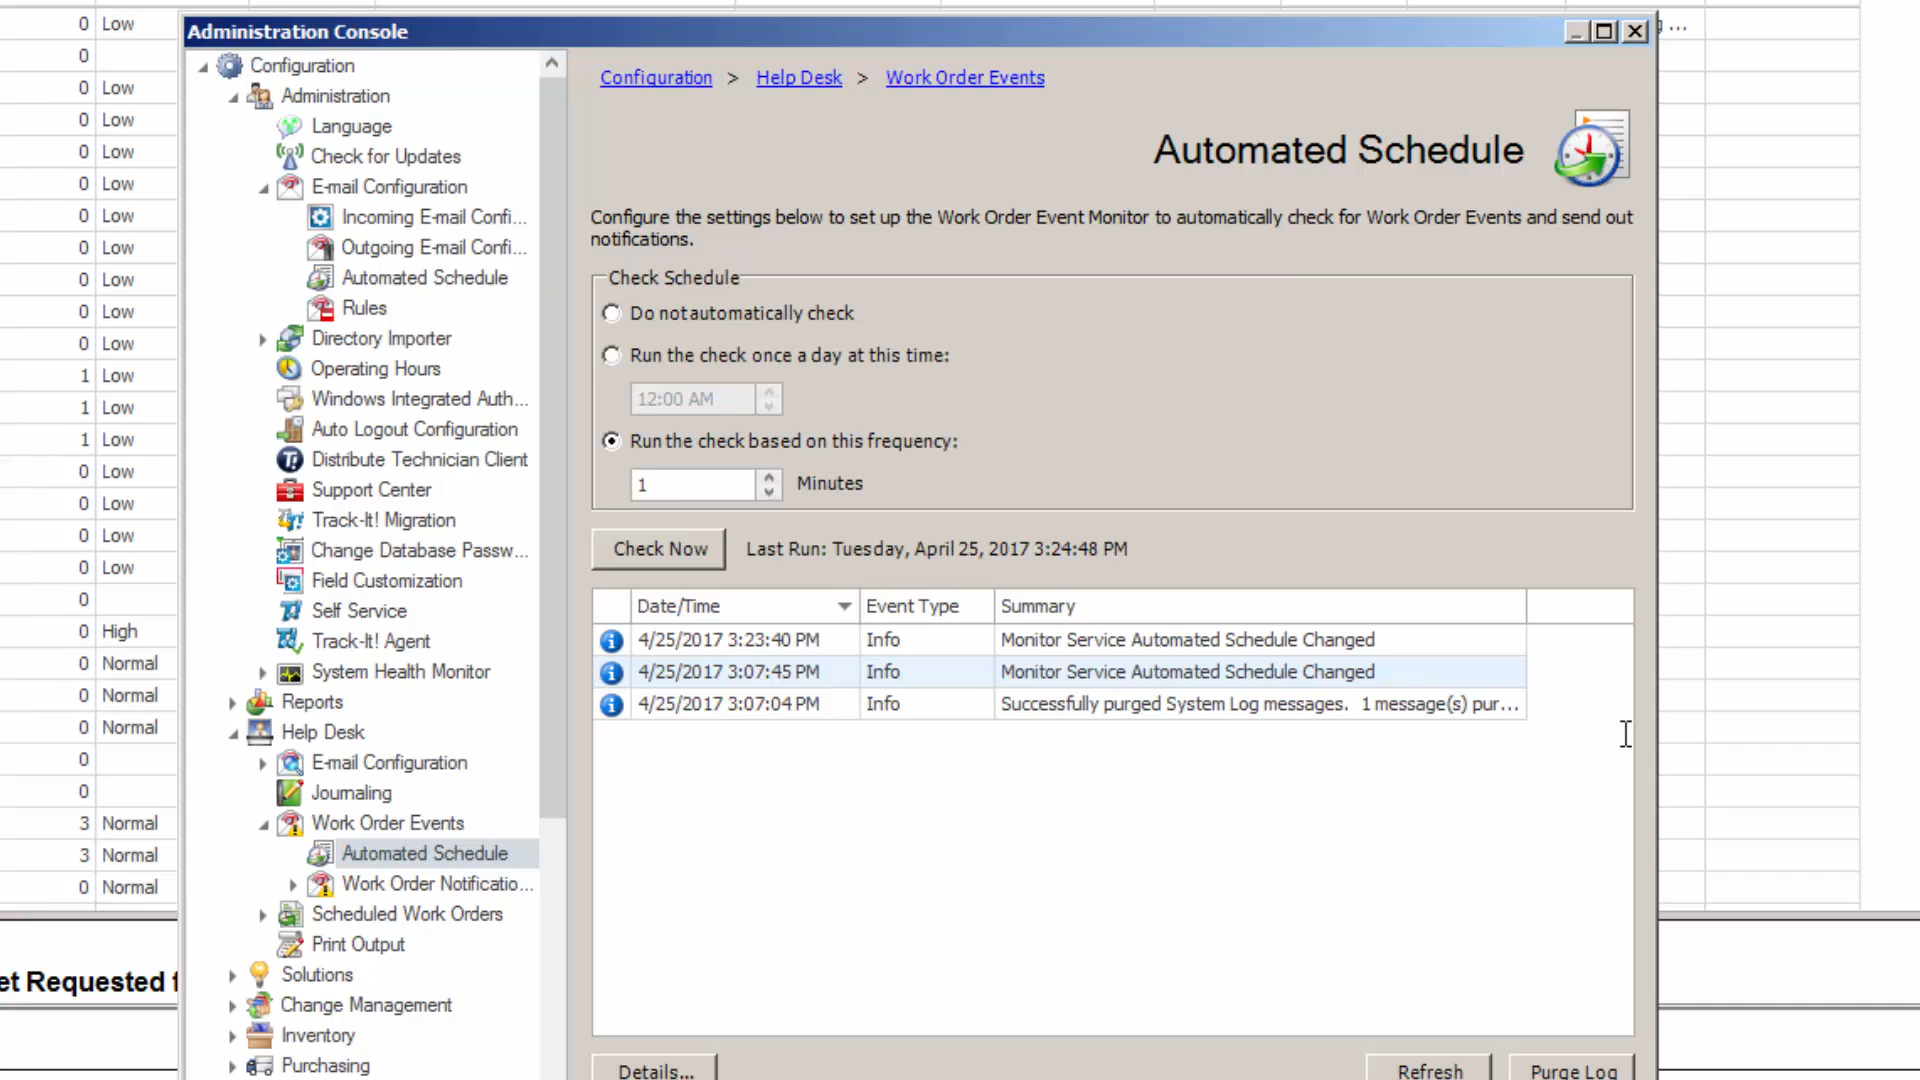 0 Low
0
0 Low
0 Low
0 Low
0 Low
0 Low
0 Low
0 Low
0 Low
0 Low
1 Low
1 Low
1 Low
0 Low
0 Low
0 Low
0 Low
0
0 High
0 Normal
0 Normal
0 Normal
0
0
3 Normal
3 Normal
0 Normal
et Requested f
Administration Console
Configuration
Administration
Language
Check for Updates
E-mail Configuration
Incoming E-mail Confi...
Outgoing E-mail Confi...
Automated Schedule
Rules
Directory Importer
Operating Hours
Windows Integrated Auth...
Auto Logout Configuration
Distribute Technician Client
Support Center
Track-It! Migration
Change Database Passw...
Field Customization
Self Service
Track-It! Agent
System Health Monitor
Reports
Help Desk
E-mail Configuration
Journaling
Work Order Events
Automated Schedule
Work Order Notificatio...
Scheduled Work Orders
Print Output
Solutions
Change Management
Inventory
Purchasing
Configuration > Help Desk > Work Order Events
Automated Schedule
Configure the settings below to set up the Work Order Event Monitor to automatically check for Work Order Events and send out
notifications.
Check Schedule
Do not automatically check
Run the check once a day at this time:
12:00 AM
Run the check based on this frequency:
1 Minutes
Check Now Last Run: Tuesday, April 25, 2017 3:24:48 PM
Date/Time Event Type Summary
4/25/2017 3:23:40 PM Info Monitor Service Automated Schedule Changed
4/25/2017 3:07:45 PM Info Monitor Service Automated Schedule Changed
4/25/2017 3:07:04 PM Info Successfully purged System Log messages. 1 message(s) pur...
Details... Refresh Purge Log